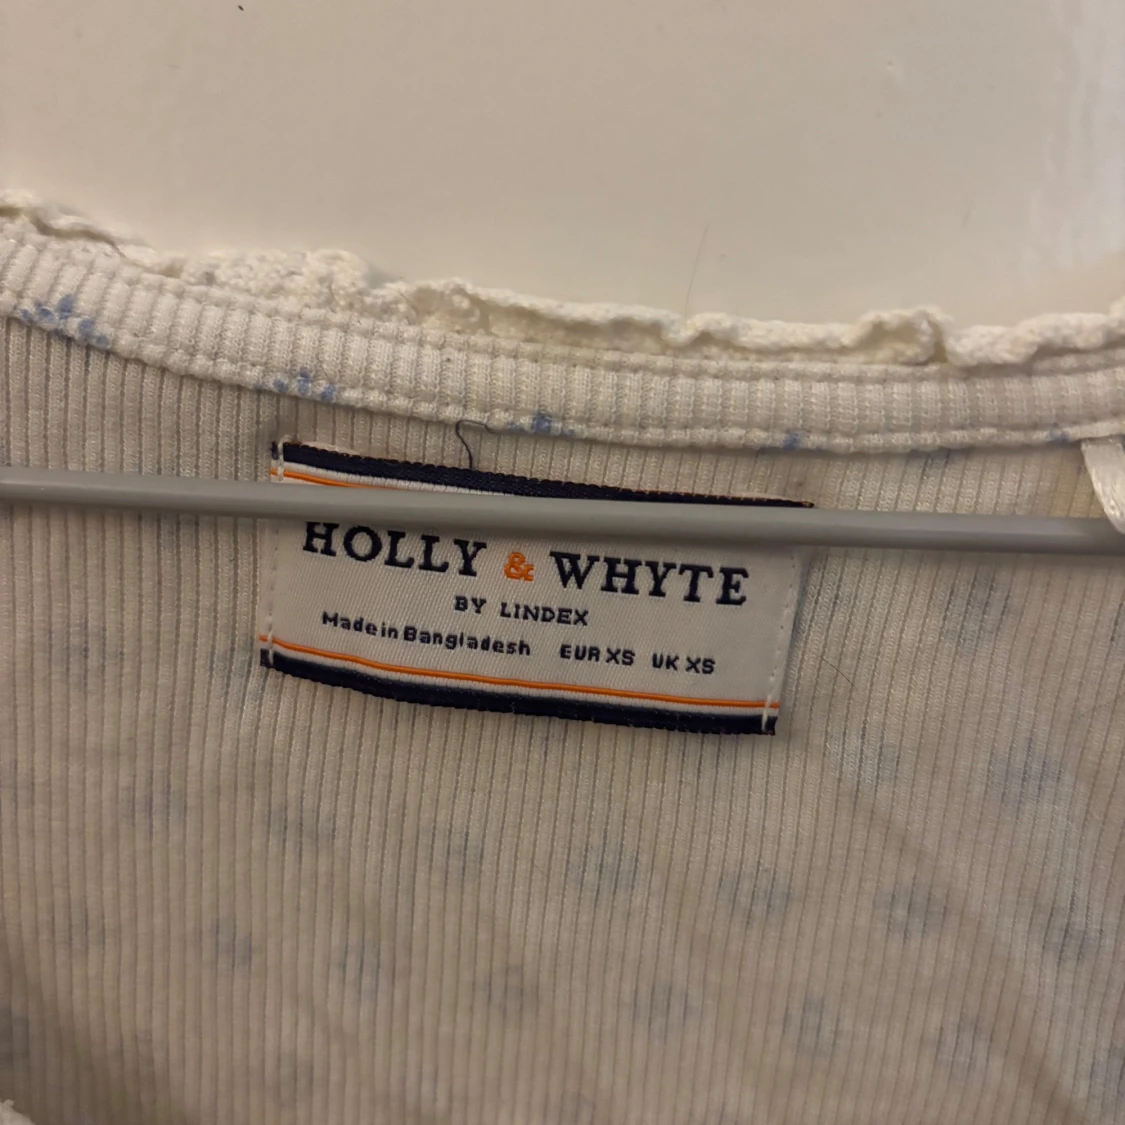 HOLLY & WHYTE
BY LINDEX
Made in Bangladesh EUR XS UK XS